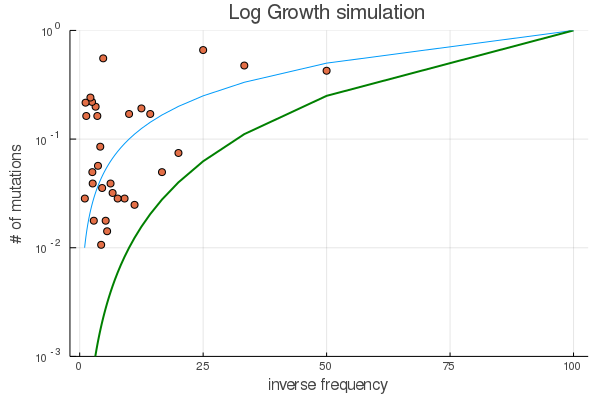 Log Growth simulation
10^0
10^-1
10^-2
10^-3
# of mutations
0 25 50 75 100
inverse frequency